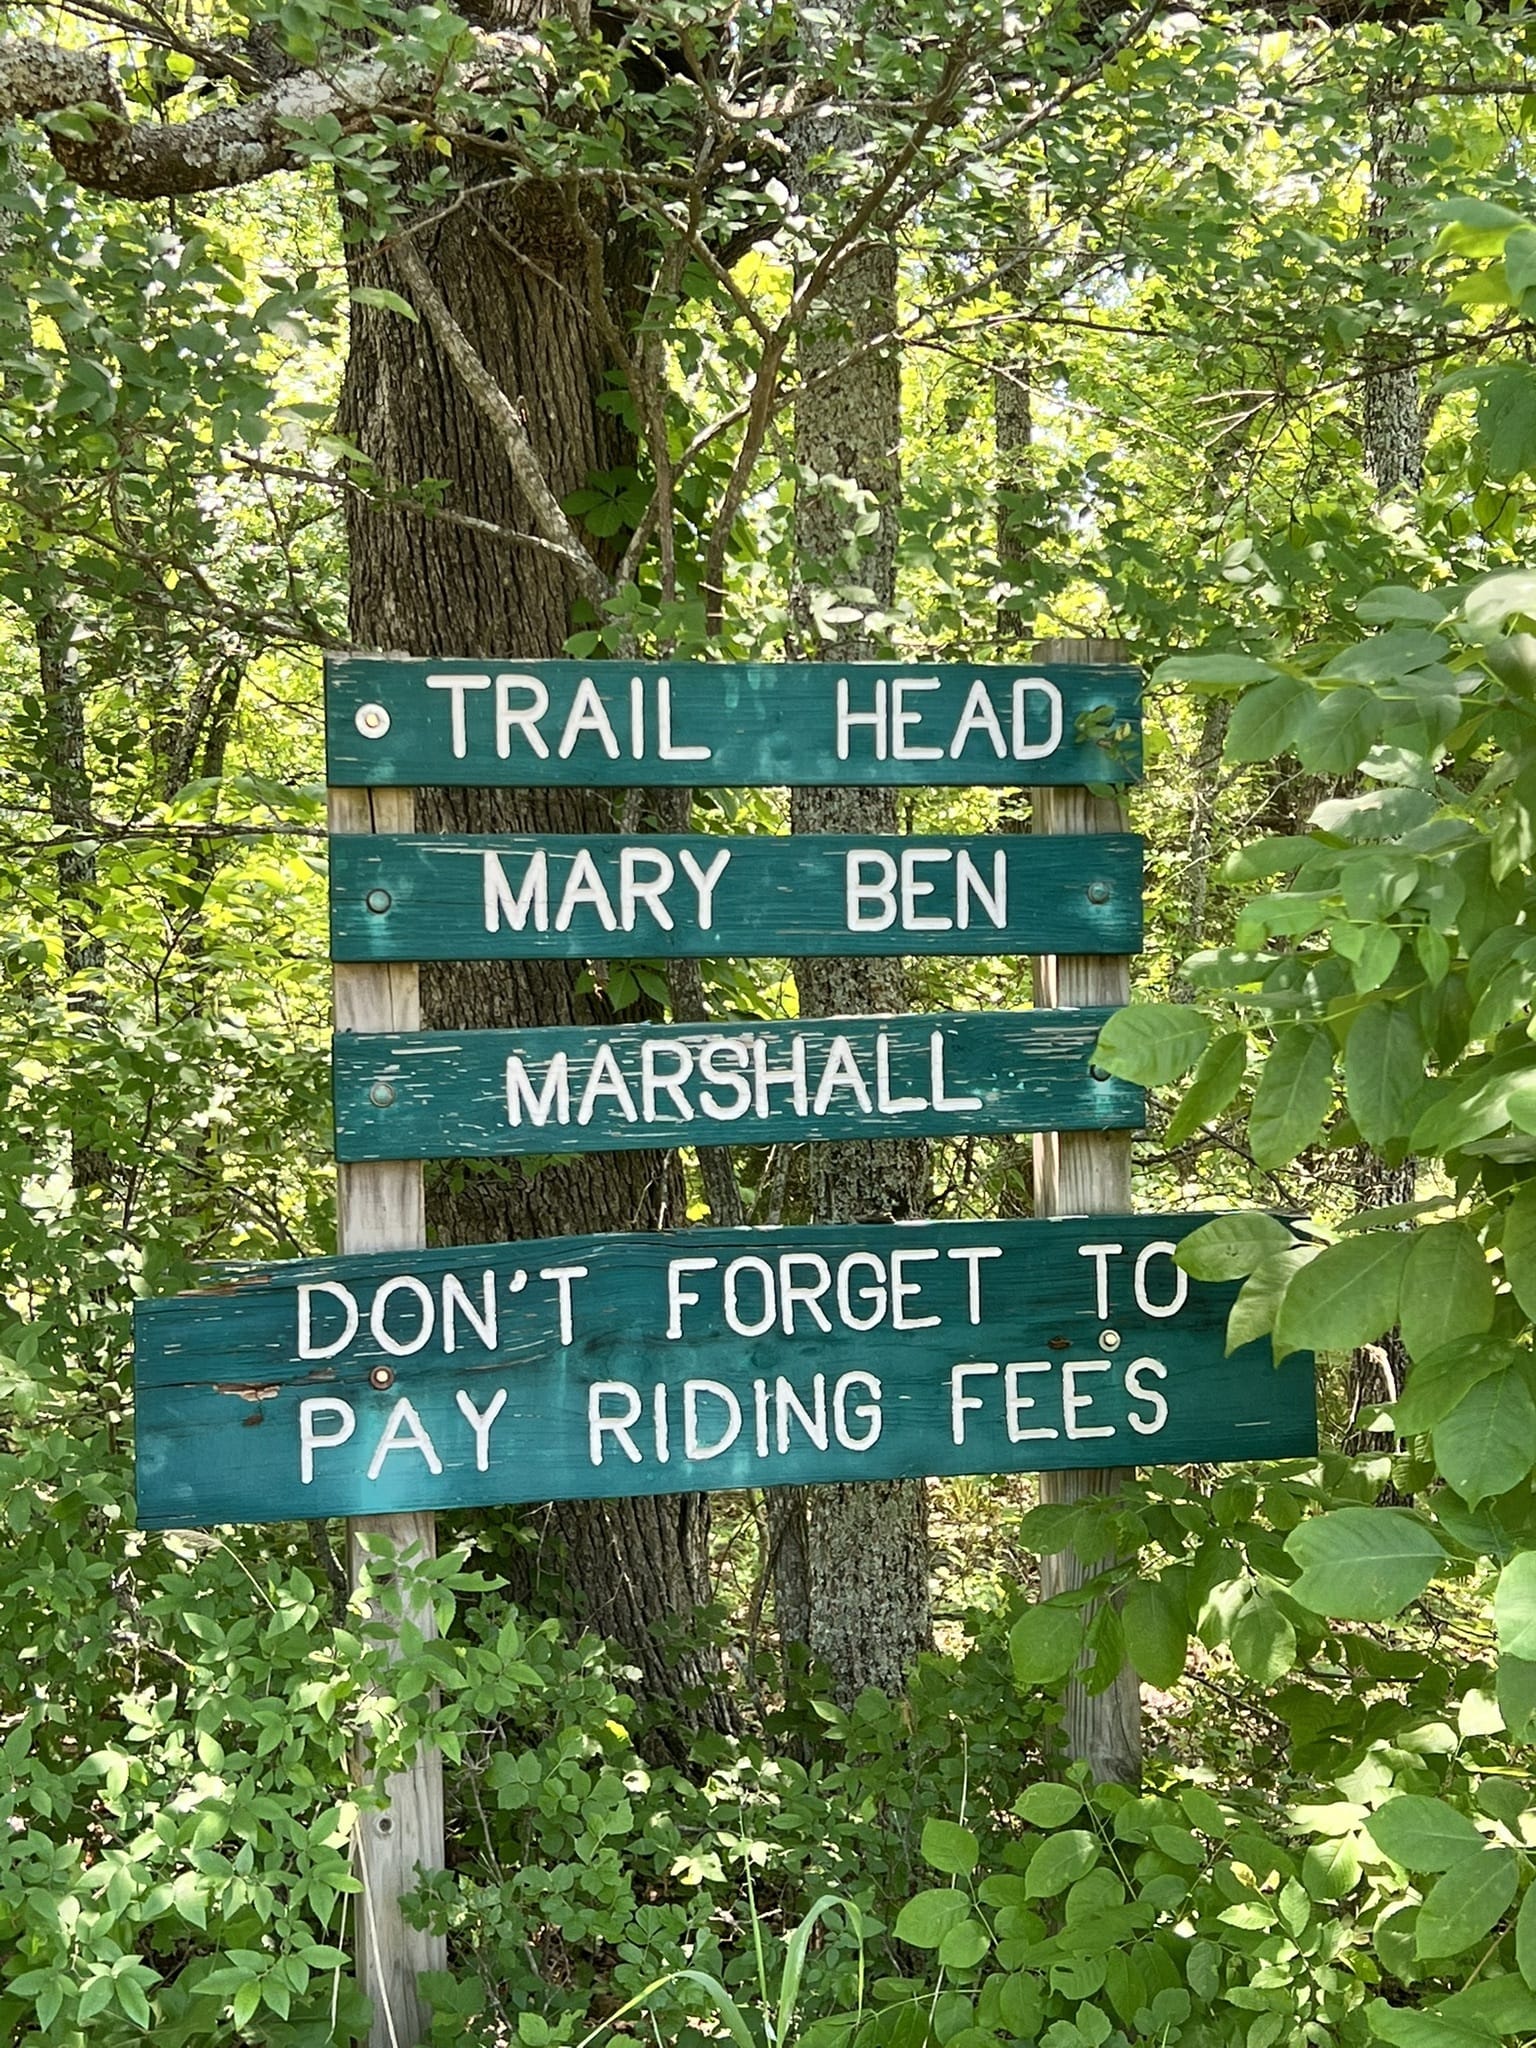 TRAIL HEAD
MARY BEN
MARSHALL
DON'T FORGET TO
PAY RIDING FEES